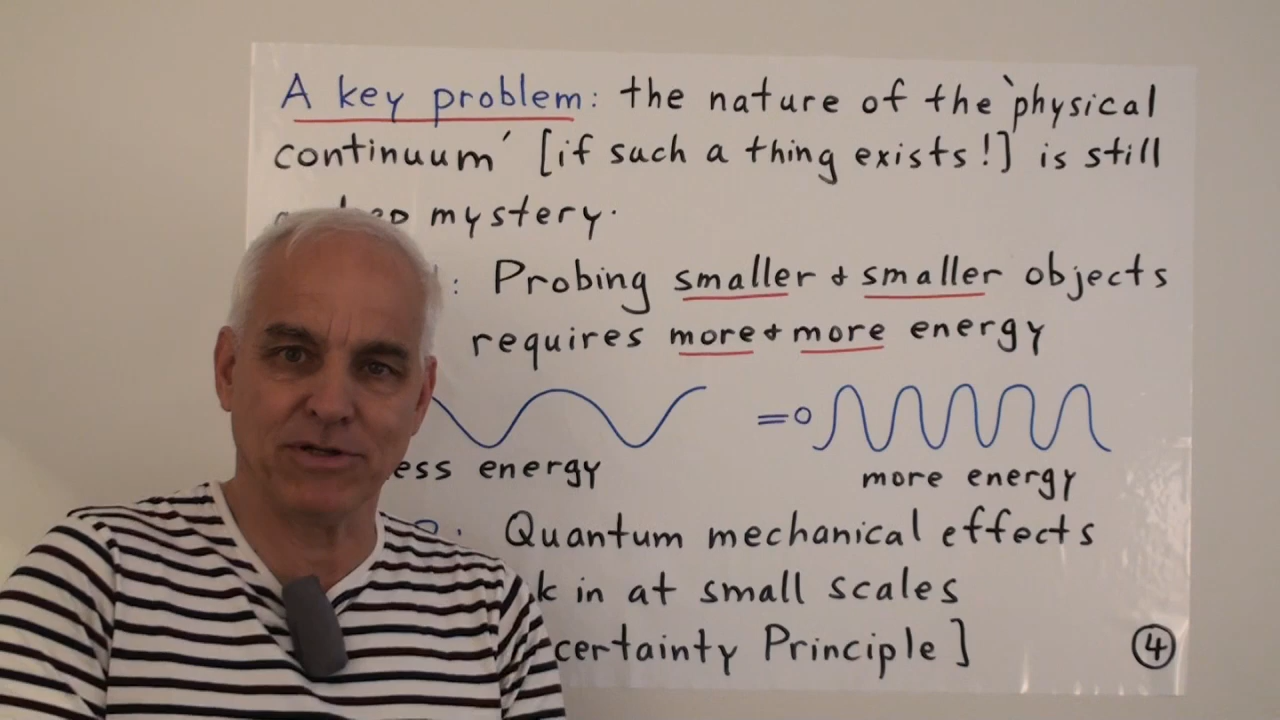 A key problem: the nature of the 'physical
continuum' [if such a thing exists!] is still
mystery.
: Probing smaller & smaller objects
requires more & more energy
ess energy
more energy
: Quantum mechanical effects
k in at small scales
certainty Principle]
4